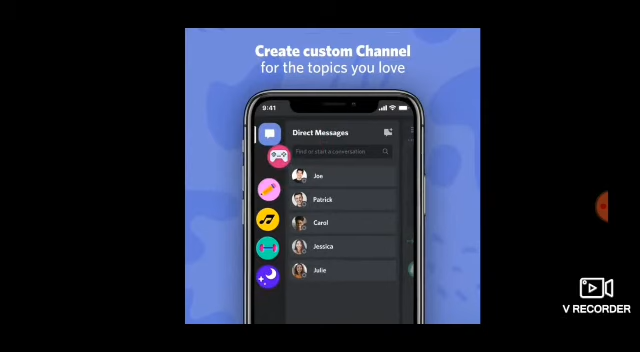 Create custom Channel
for the topics you love
9:41
Direct Messages
Find or start a conversation
Joe
Patrick
Carol
Jessica
Julie
V RECORDER